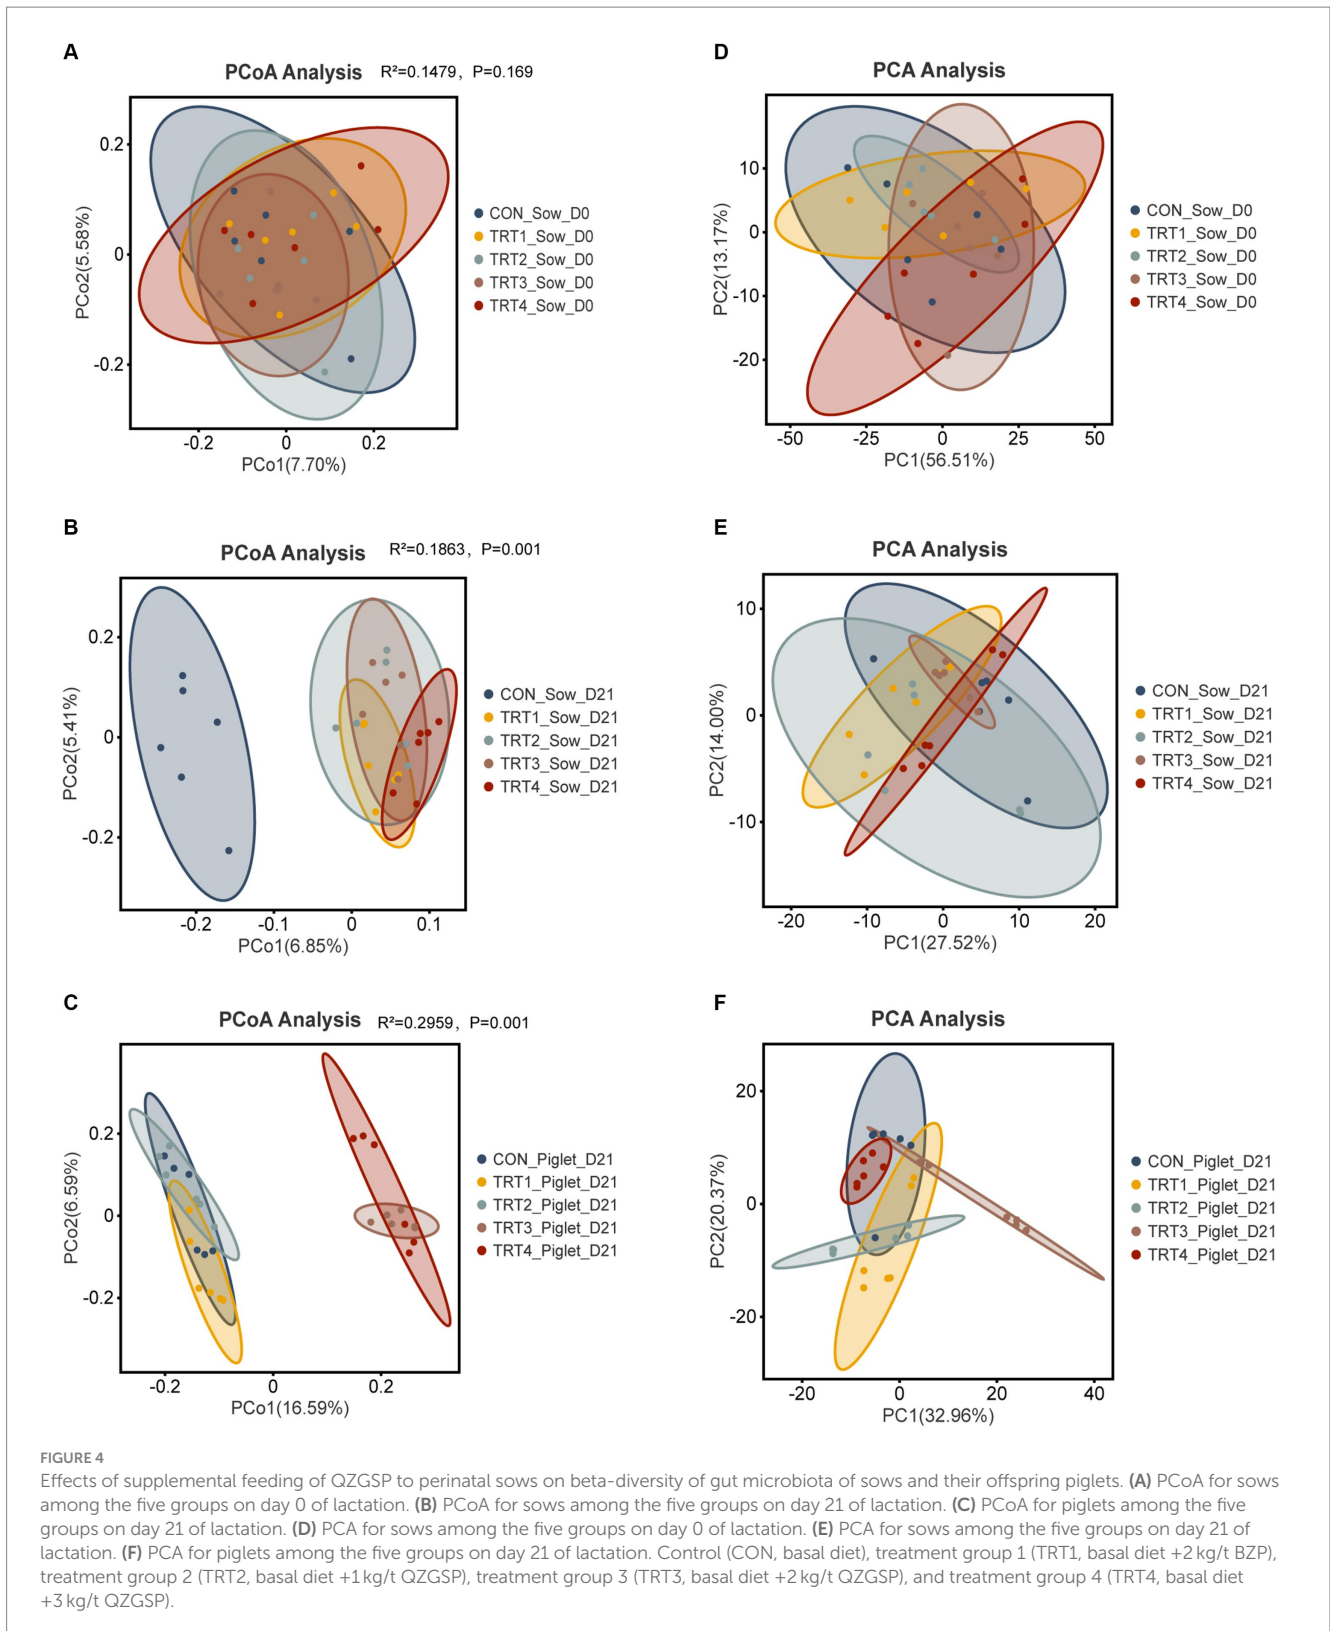 A
PCoA Analysis R²=0.1479, P=0.169
0.2
0
-0.2
PCo2(5.58%)
-0.2 0 0.2
PCo1(7.70%)
CON_Sow_D0
TRT1_Sow_D0
TRT2_Sow_D0
TRT3_Sow_D0
TRT4_Sow_D0
D
PCA Analysis
10
0
-10
-20
PC2(13.17%)
-50 -25 0 25 50
PC1(56.51%)
CON_Sow_D0
TRT1_Sow_D0
TRT2_Sow_D0
TRT3_Sow_D0
TRT4_Sow_D0
B
PCoA Analysis R²=0.1863, P=0.001
0.2
0
-0.2
PCo2(5.41%)
-0.2 -0.1 0 0.1
PCo1(6.85%)
CON_Sow_D21
TRT1_Sow_D21
TRT2_Sow_D21
TRT3_Sow_D21
TRT4_Sow_D21
E
PCA Analysis
10
0
-10
PC2(14.00%)
-20 -10 0 10 20
PC1(27.52%)
CON_Sow_D21
TRT1_Sow_D21
TRT2_Sow_D21
TRT3_Sow_D21
TRT4_Sow_D21
C
PCoA Analysis R²=0.2959, P=0.001
0.2
0
-0.2
PCo2(6.59%)
-0.2 0 0.2
PCo1(16.59%)
CON_Piglet_D21
TRT1_Piglet_D21
TRT2_Piglet_D21
TRT3_Piglet_D21
TRT4_Piglet_D21
F
PCA Analysis
20
0
-20
PC2(20.37%)
-20 0 20 40
PC1(32.96%)
CON_Piglet_D21
TRT1_Piglet_D21
TRT2_Piglet_D21
TRT3_Piglet_D21
TRT4_Piglet_D21
FIGURE 4
Effects of supplemental feeding of QZGSP to perinatal sows on beta-diversity of gut microbiota of sows and their offspring piglets. (A) PCoA for sows
among the five groups on day 0 of lactation. (B) PCoA for sows among the five groups on day 21 of lactation. (C) PCoA for piglets among the five
groups on day 21 of lactation. (D) PCA for sows among the five groups on day 0 of lactation. (E) PCA for sows among the five groups on day 21 of
lactation. (F) PCA for piglets among the five groups on day 21 of lactation. Control (CON, basal diet), treatment group 1 (TRT1, basal diet +2 kg/t BZP),
treatment group 2 (TRT2, basal diet +1 kg/t QZGSP), treatment group 3 (TRT3, basal diet +2 kg/t QZGSP), and treatment group 4 (TRT4, basal diet
+3 kg/t QZGSP).